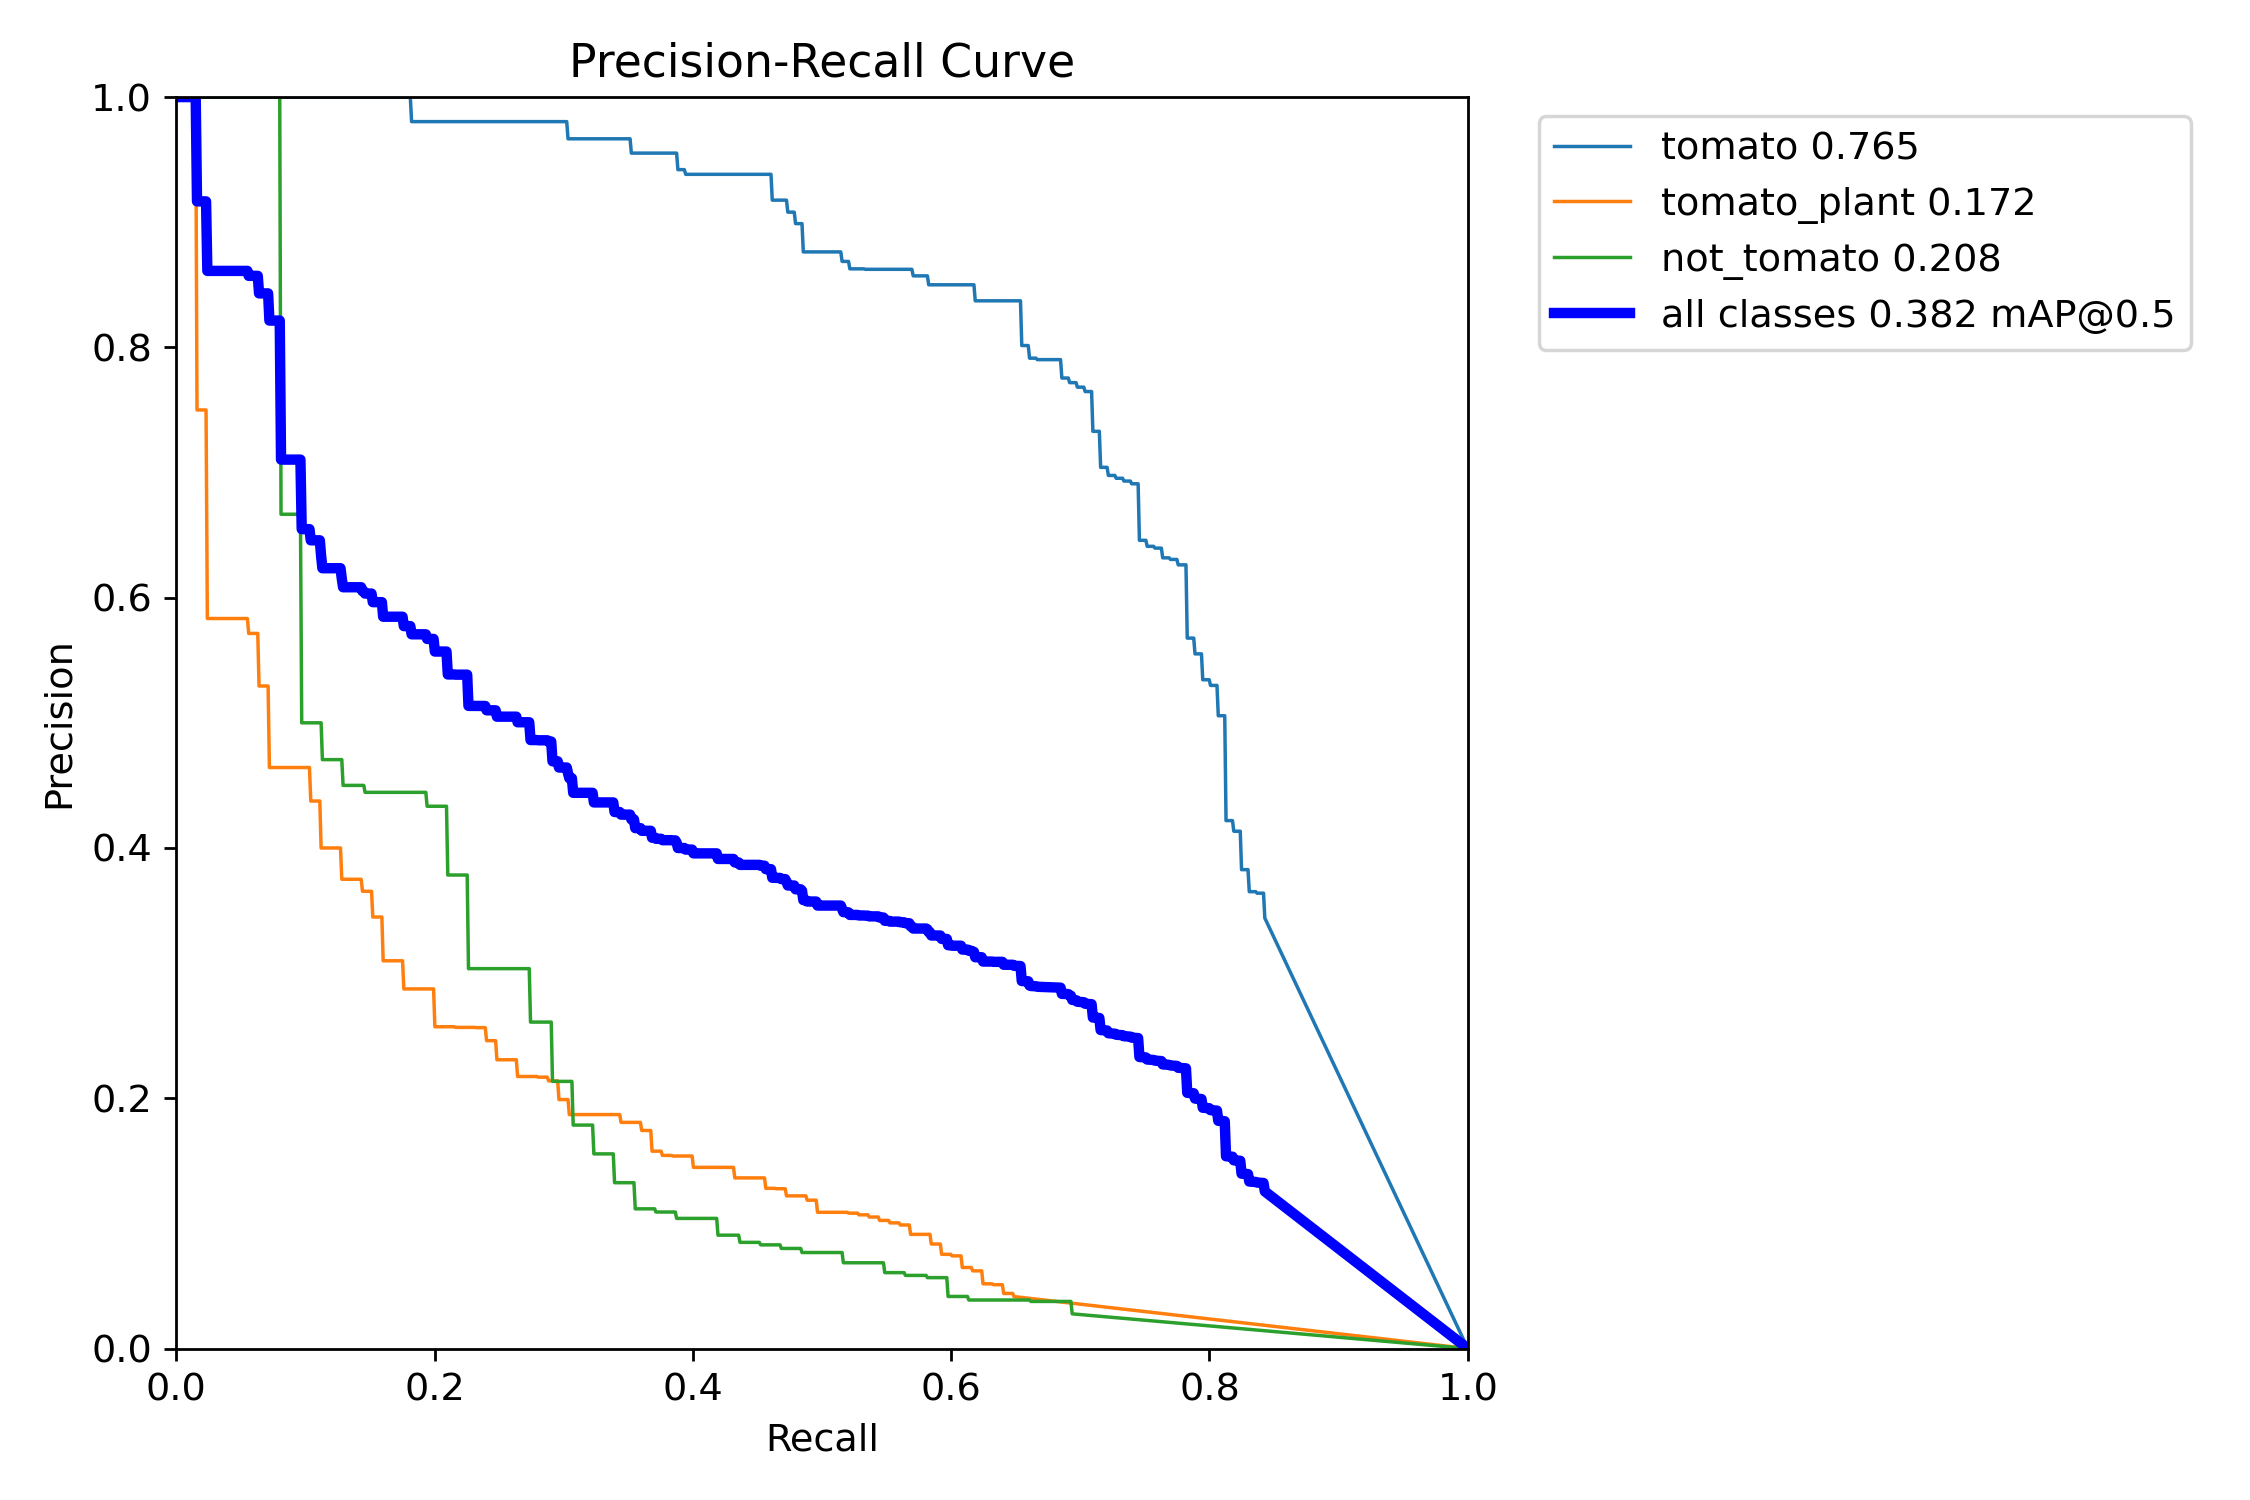 Precision-Recall Curve
1.0
0.8
0.6
0.4
0.2
0.0
Precision
0.0 0.2 0.4 0.6 0.8 1.0
Recall
tomato 0.765
tomato_plant 0.172
not_tomato 0.208
all classes 0.382 mAP@0.5